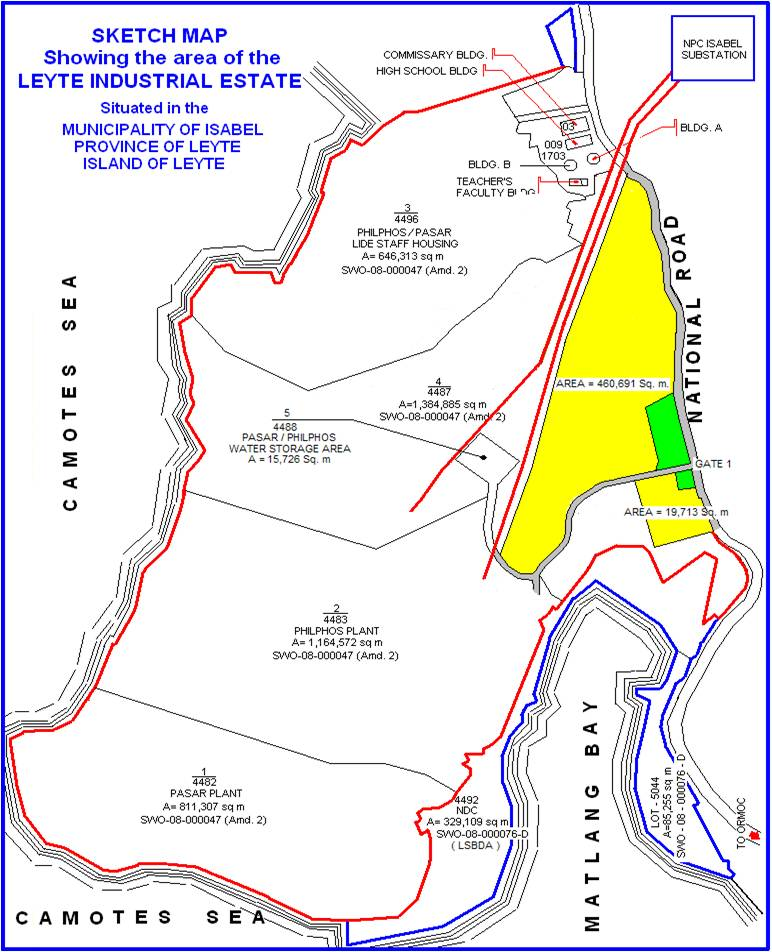 SKETCH MAP
Showing the area of the
LEYTE INDUSTRIAL ESTATE
Situated in the
MUNICIPALITY OF ISABEL
PROVINCE OF LEYTE
ISLAND OF LEYTE
NPC ISABEL
SUBSTATION
COMMISSARY BLDG.
HIGH SCHOOL BLDG
03
009
1703
BLDG. A
BLDG. B
TEACHER'S
FACULTY BLDG
3
4496
PHILPHOS/PASAR
LIDE STAFF HOUSING
A= 646,313 sq m
SWO-08-000047 (Amd. 2)
NATIONAL ROAD
CAMOTES SEA
4
4487
A=1,384,885 sq m
SWO-08-000047 (Amd. 2)
AREA = 460,691 Sq. m.
5
4488
PASAR / PHILPHOS
WATER STORAGE AREA
A = 15,726 Sq. m
GATE 1
AREA = 19,713 Sq. m
2
4483
PHILPHOS PLANT
A= 1,164,572 sq m
SWO-08-000047 (Amd. 2)
1
4482
PASAR PLANT
A= 811,307 sq m
SWO-08-000047 (Amd. 2)
4492
NDC
A= 329,109 sq m
SWO-08-000076-D
( LSBDA )
MATLANG BAY
LOT - 5044
A=85,255 sq m
SWO - 08 - 000076 - D
TO ORMOC
CAMOTES SEA